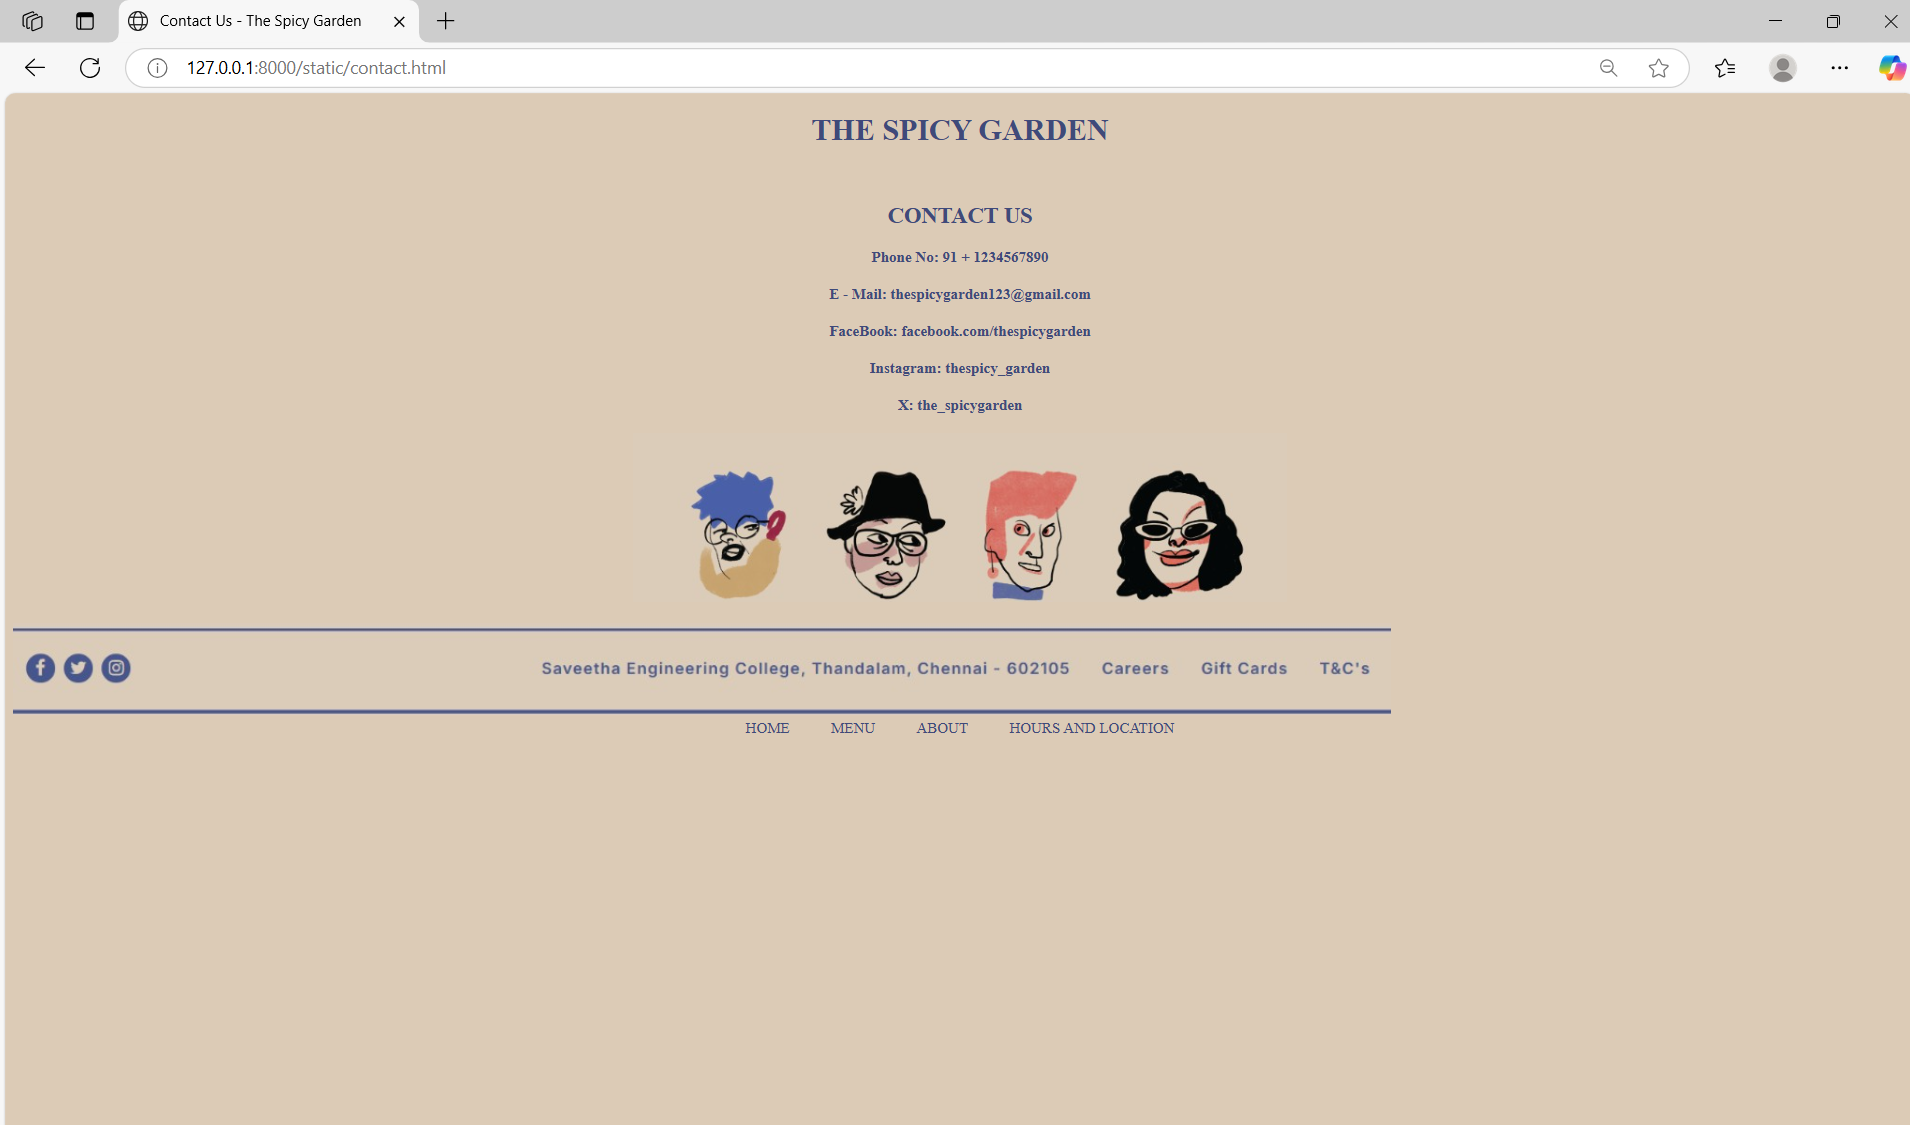 Contact Us - The Spicy Garden
127.0.0.1:8000/static/contact.html
THE SPICY GARDEN
CONTACT US
Phone No: 91 + 1234567890
E - Mail: thespicygarden123@gmail.com
FaceBook: facebook.com/thespicygarden
Instagram: thespicy_garden
X: the_spicygarden
Saveetha Engineering College, Thandalam, Chennai - 602105 Careers Gift Cards T&C's
HOME MENU ABOUT HOURS AND LOCATION